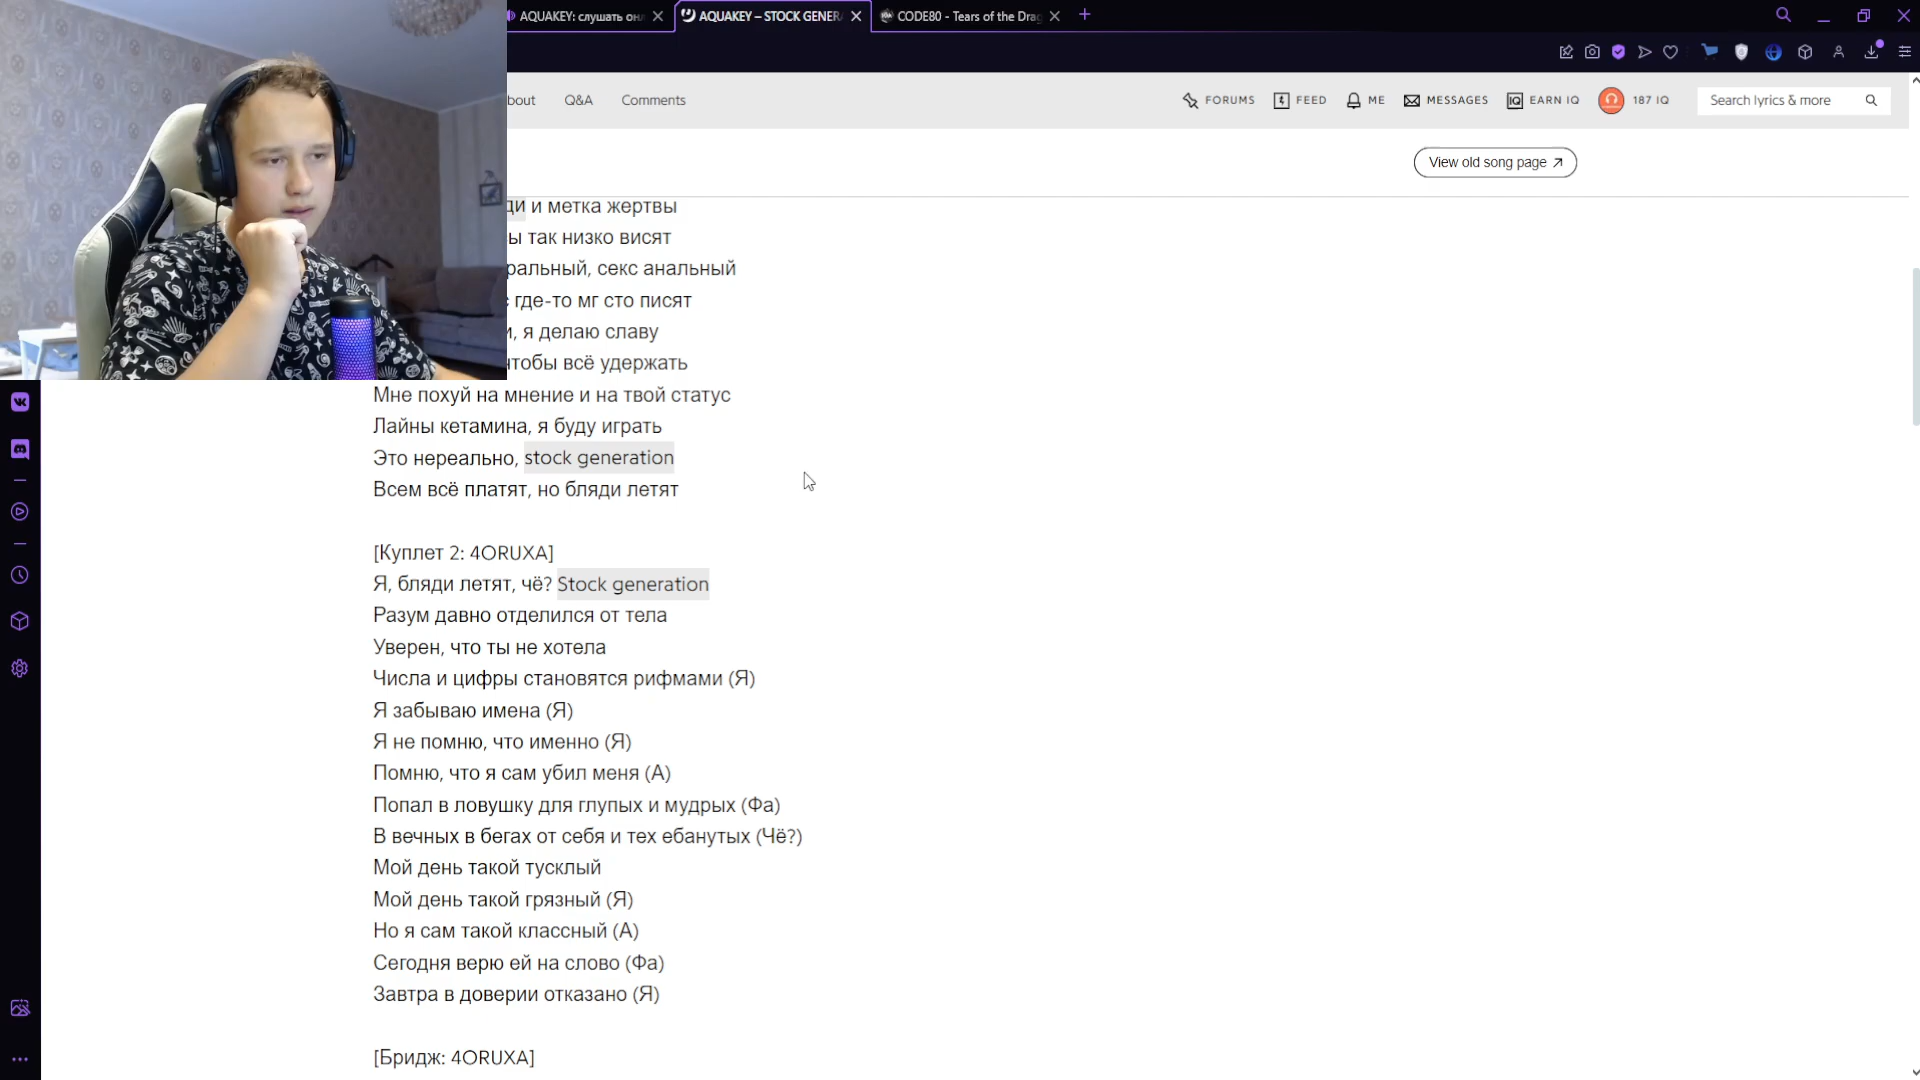 AQUAKEY: слушать онл
AQUAKEY – STOCK GENERA
CODE80 - Tears of the Drag
bout
Q&A
Comments
FORUMS
FEED
ME
MESSAGES
EARN IQ
187 IQ
Search lyrics & more
View old song page
ди и метка жертвы
ы так низко висят
ральный, секс анальный
с где-то мг сто писят
и, я делаю славу
чтобы всё удержать
Мне похуй на мнение и на твой статус
Лайны кетамина, я буду играть
Это нереально, stock generation
Всем всё платят, но бляди летят
[Куплет 2: 4ORUXA]
Я, бляди летят, чё? Stock generation
Разум давно отделился от тела
Уверен, что ты не хотела
Числа и цифры становятся рифмами (Я)
Я забываю имена (Я)
Я не помню, что именно (Я)
Помню, что я сам убил меня (А)
Попал в ловушку для глупых и мудрых (Фа)
В вечных в бегах от себя и тех ебанутых (Чё?)
Мой день такой тусклый
Мой день такой грязный (Я)
Но я сам такой классный (А)
Сегодня верю ей на слово (Фа)
Завтра в доверии отказано (Я)
[Бридж: 4ORUXA]